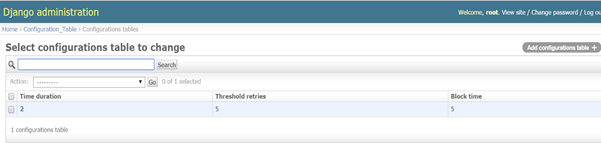 Django administration
Welcome, root. View site / Change password / Log ou
Home › Configuration_Table › Configurations tables
Select configurations table to change
Add configurations table +
Search
Action: ---------- Go 0 of 1 selected
Time duration Threshold retries Block time
2 5 5
1 configurations table